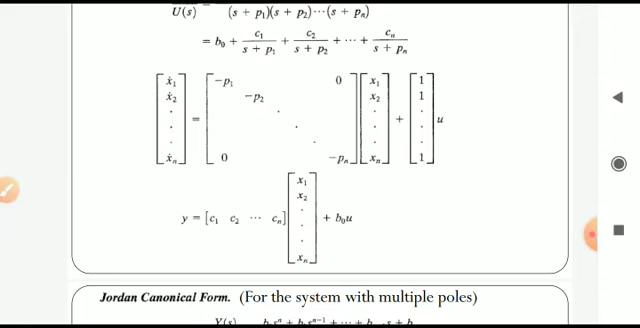 U(s) (s + p₁)(s + p₂)···(s + pₙ)
= b₀ + c₁/(s + p₁) + c₂/(s + p₂) + ··· + cₙ/(s + pₙ)
[ẋ₁ ẋ₂ · · · ẋₙ] = [−p₁ 0 −p₂ · · · 0 −pₙ] [x₁ x₂ · · · xₙ] + [1 1 · · · 1] u
y = [c₁ c₂ ··· cₙ] [x₁ x₂ · · · xₙ] + b₀u
Jordan Canonical Form. (For the system with multiple poles)
Y(s)